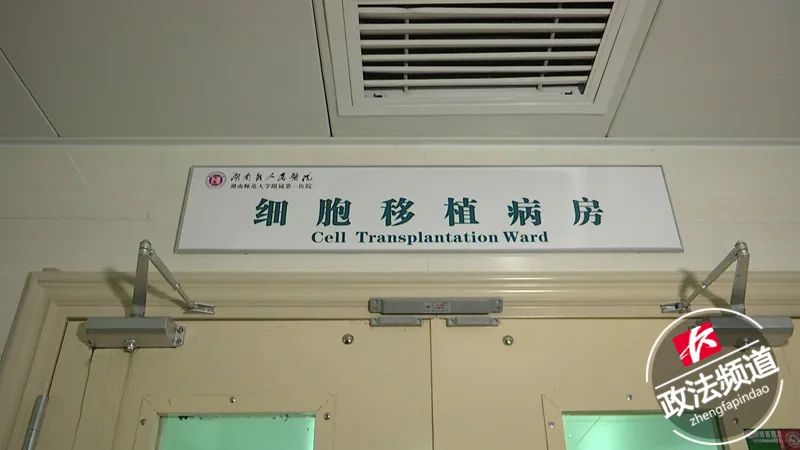 湖南省人民医院
湖南师范大学附属第一医院
细胞移植病房
Cell Transplantation Ward
政法频道
zhengfapindao